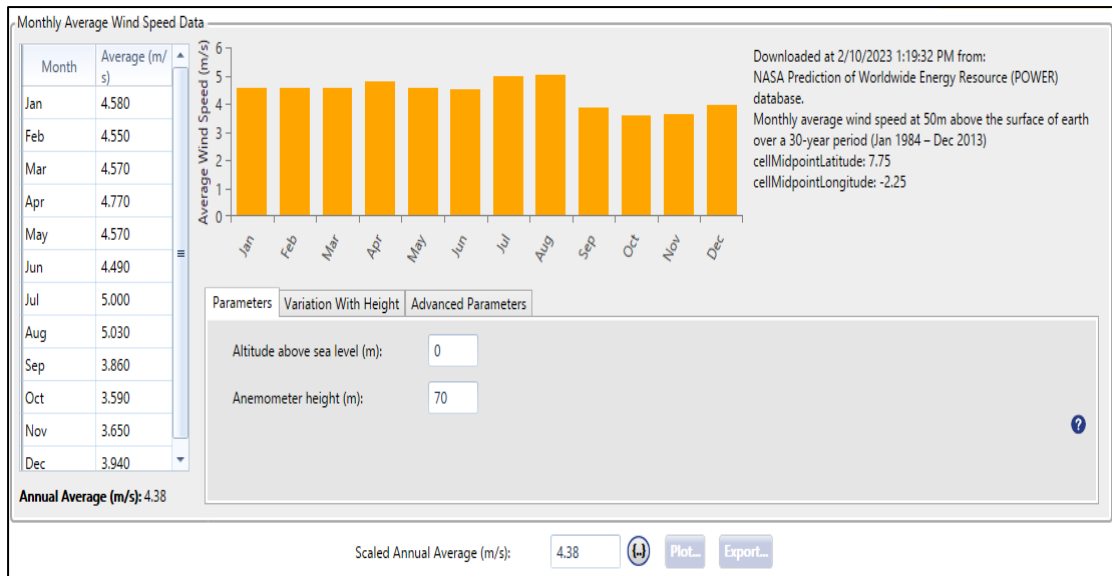 Monthly Average Wind Speed Data
Month Average (m/
s)
Jan 4.580
Feb 4.550
Mar 4.570
Apr 4.770
May 4.570
Jun 4.490
Jul 5.000
Aug 5.030
Sep 3.860
Oct 3.590
Nov 3.650
Dec 3.940
Annual Average (m/s): 4.38
Average Wind Speed (m/s)
6
5
4
3
2
1
0
Jan Feb Mar Apr May Jun Jul Aug Sep Oct Nov Dec
Downloaded at 2/10/2023 1:19:32 PM from:
NASA Prediction of Worldwide Energy Resource (POWER)
database.
Monthly average wind speed at 50m above the surface of earth
over a 30-year period (Jan 1984 – Dec 2013)
cellMidpointLatitude: 7.75
cellMidpointLongitude: -2.25
Parameters Variation With Height Advanced Parameters
Altitude above sea level (m): 0
Anemometer height (m): 70
?
Scaled Annual Average (m/s): 4.38 {..} Plot... Export...